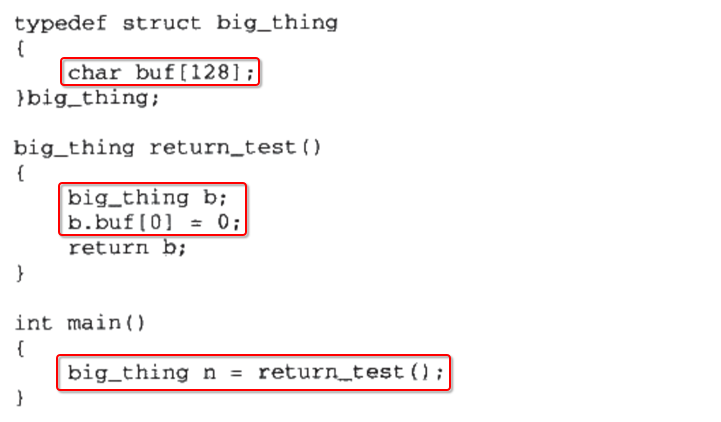 typedef struct big_thing
{
    char buf[128];
}big_thing;
big_thing return_test()
{
    big_thing b;
    b.buf[0] = 0;
    return b;
}
int main()
{
    big_thing n = return_test();
}